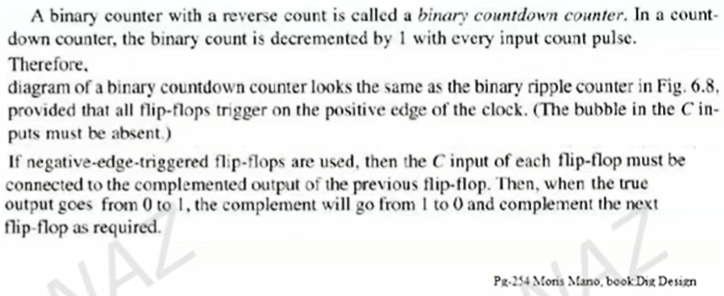 A binary counter with a reverse count is called a binary countdown counter. In a count-
down counter, the binary count is decremented by 1 with every input count pulse.
Therefore,
diagram of a binary countdown counter looks the same as the binary ripple counter in Fig. 6.8,
provided that all flip-flops trigger on the positive edge of the clock. (The bubble in the C in-
puts must be absent.)
If negative-edge-triggered flip-flops are used, then the C input of each flip-flop must be
connected to the complemented output of the previous flip-flop. Then, when the true
output goes from 0 to 1, the complement will go from 1 to 0 and complement the next
flip-flop as required.
NAZ
NAZ
Pg-254 Moris Mano, book:Dig Design